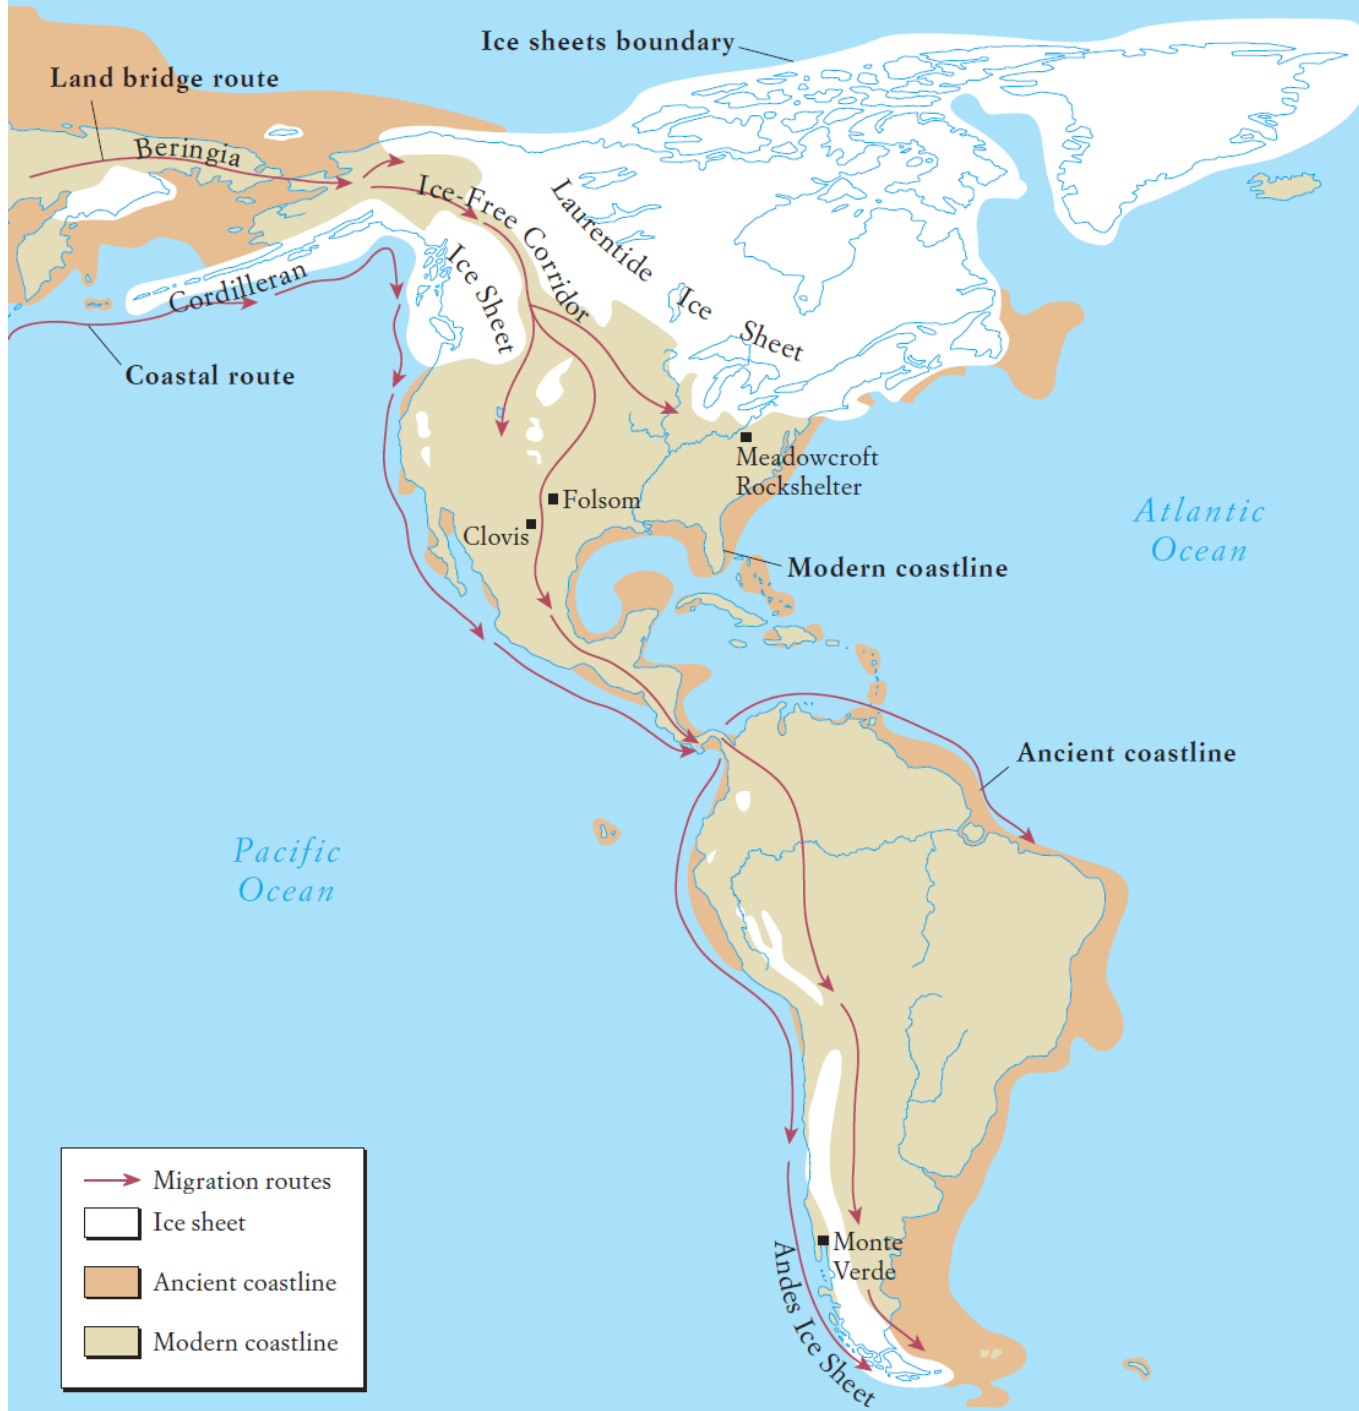 Ice sheets boundary
Land bridge route
Beringia
Ice-Free Corridor
Laurentide Ice Sheet
Cordilleran
Ice Sheet
Coastal route
Meadowcroft
Rockshelter
Folsom
Clovis
Modern coastline
Atlantic
Ocean
Ancient coastline
Pacific
Ocean
Monte
Verde
Andes Ice Sheet
Migration routes
Ice sheet
Ancient coastline
Modern coastline